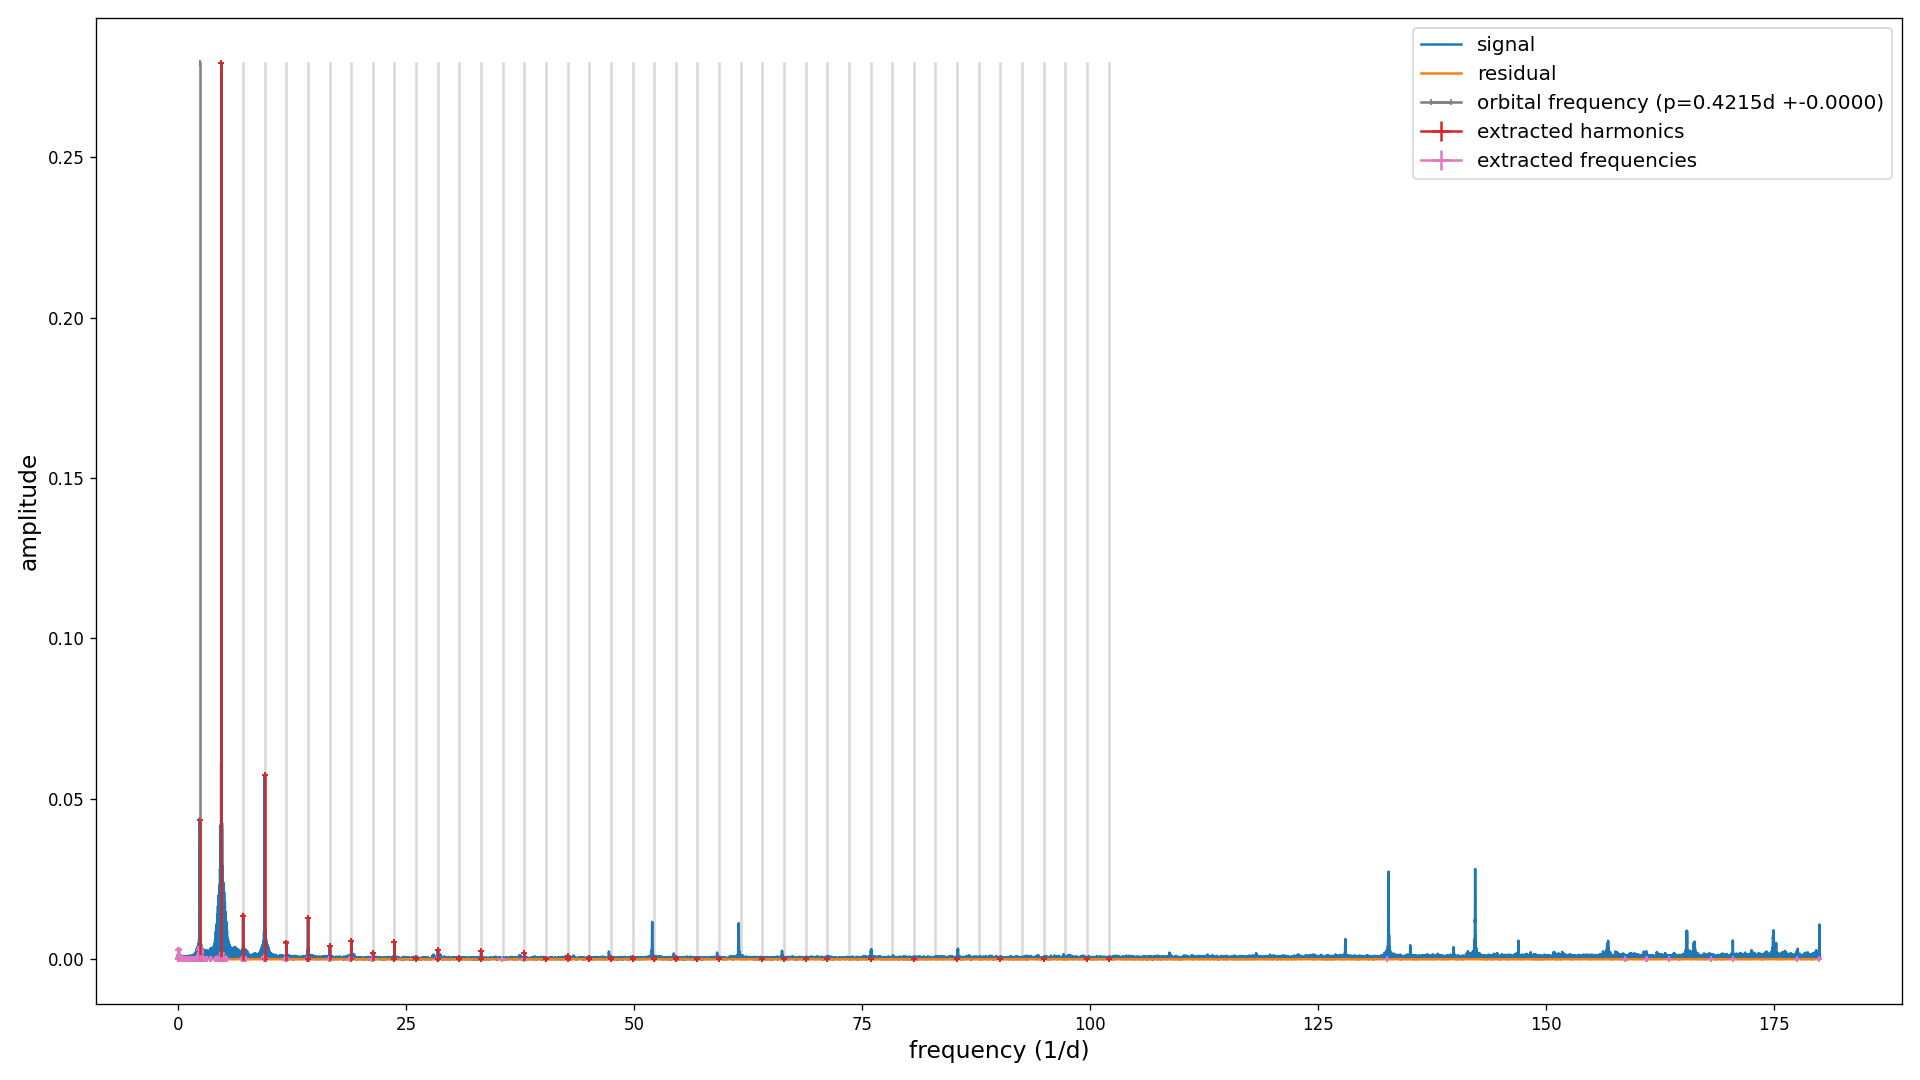 signal
residual
orbital frequency (p=0.4215d +-0.0000)
extracted harmonics
extracted frequencies
0.25
0.20
0.15
0.10
0.05
0.00
amplitude
0 25 50 75 100 125 150 175
frequency (1/d)